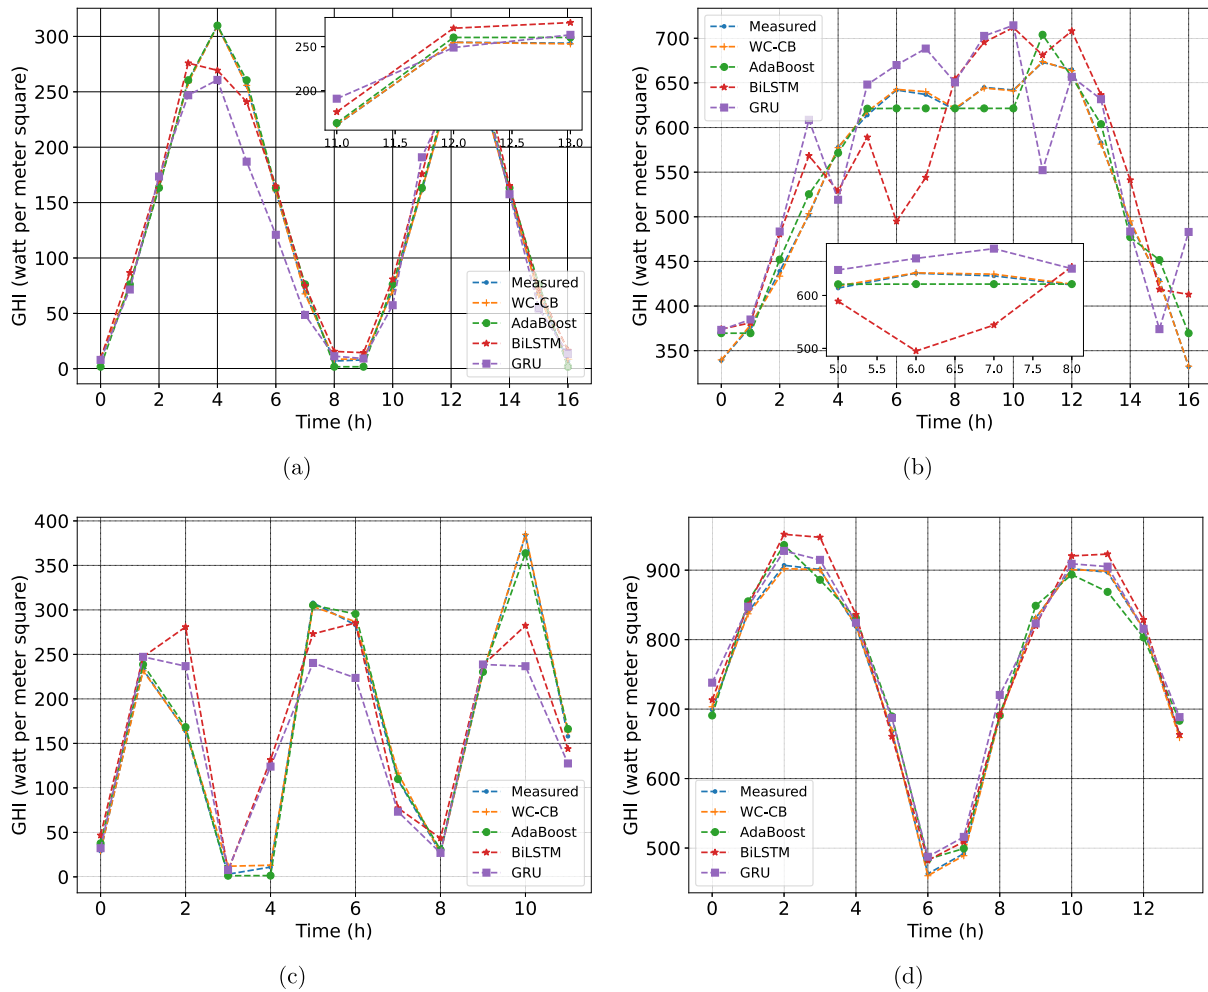 300
250
200
150
100
50
0
GHI (watt per meter square)
250
200
11.0 11.5 12.0 12.5 13.0
Measured
WC-CB
AdaBoost
BiLSTM
GRU
0 2 4 6 8 10 12 14 16
Time (h)
(a)
700
650
600
550
500
450
400
350
GHI (watt per meter square)
Measured
WC-CB
AdaBoost
BiLSTM
GRU
600
500
5.0 5.5 6.0 6.5 7.0 7.5 8.0
0 2 4 6 8 10 12 14 16
Time (h)
(b)
400
350
300
250
200
150
100
50
0
GHI (watt per meter square)
Measured
WC-CB
AdaBoost
BiLSTM
GRU
0 2 4 6 8 10
Time (h)
(c)
900
800
700
600
500
GHI (watt per meter square)
Measured
WC-CB
AdaBoost
BiLSTM
GRU
0 2 4 6 8 10 12
Time (h)
(d)